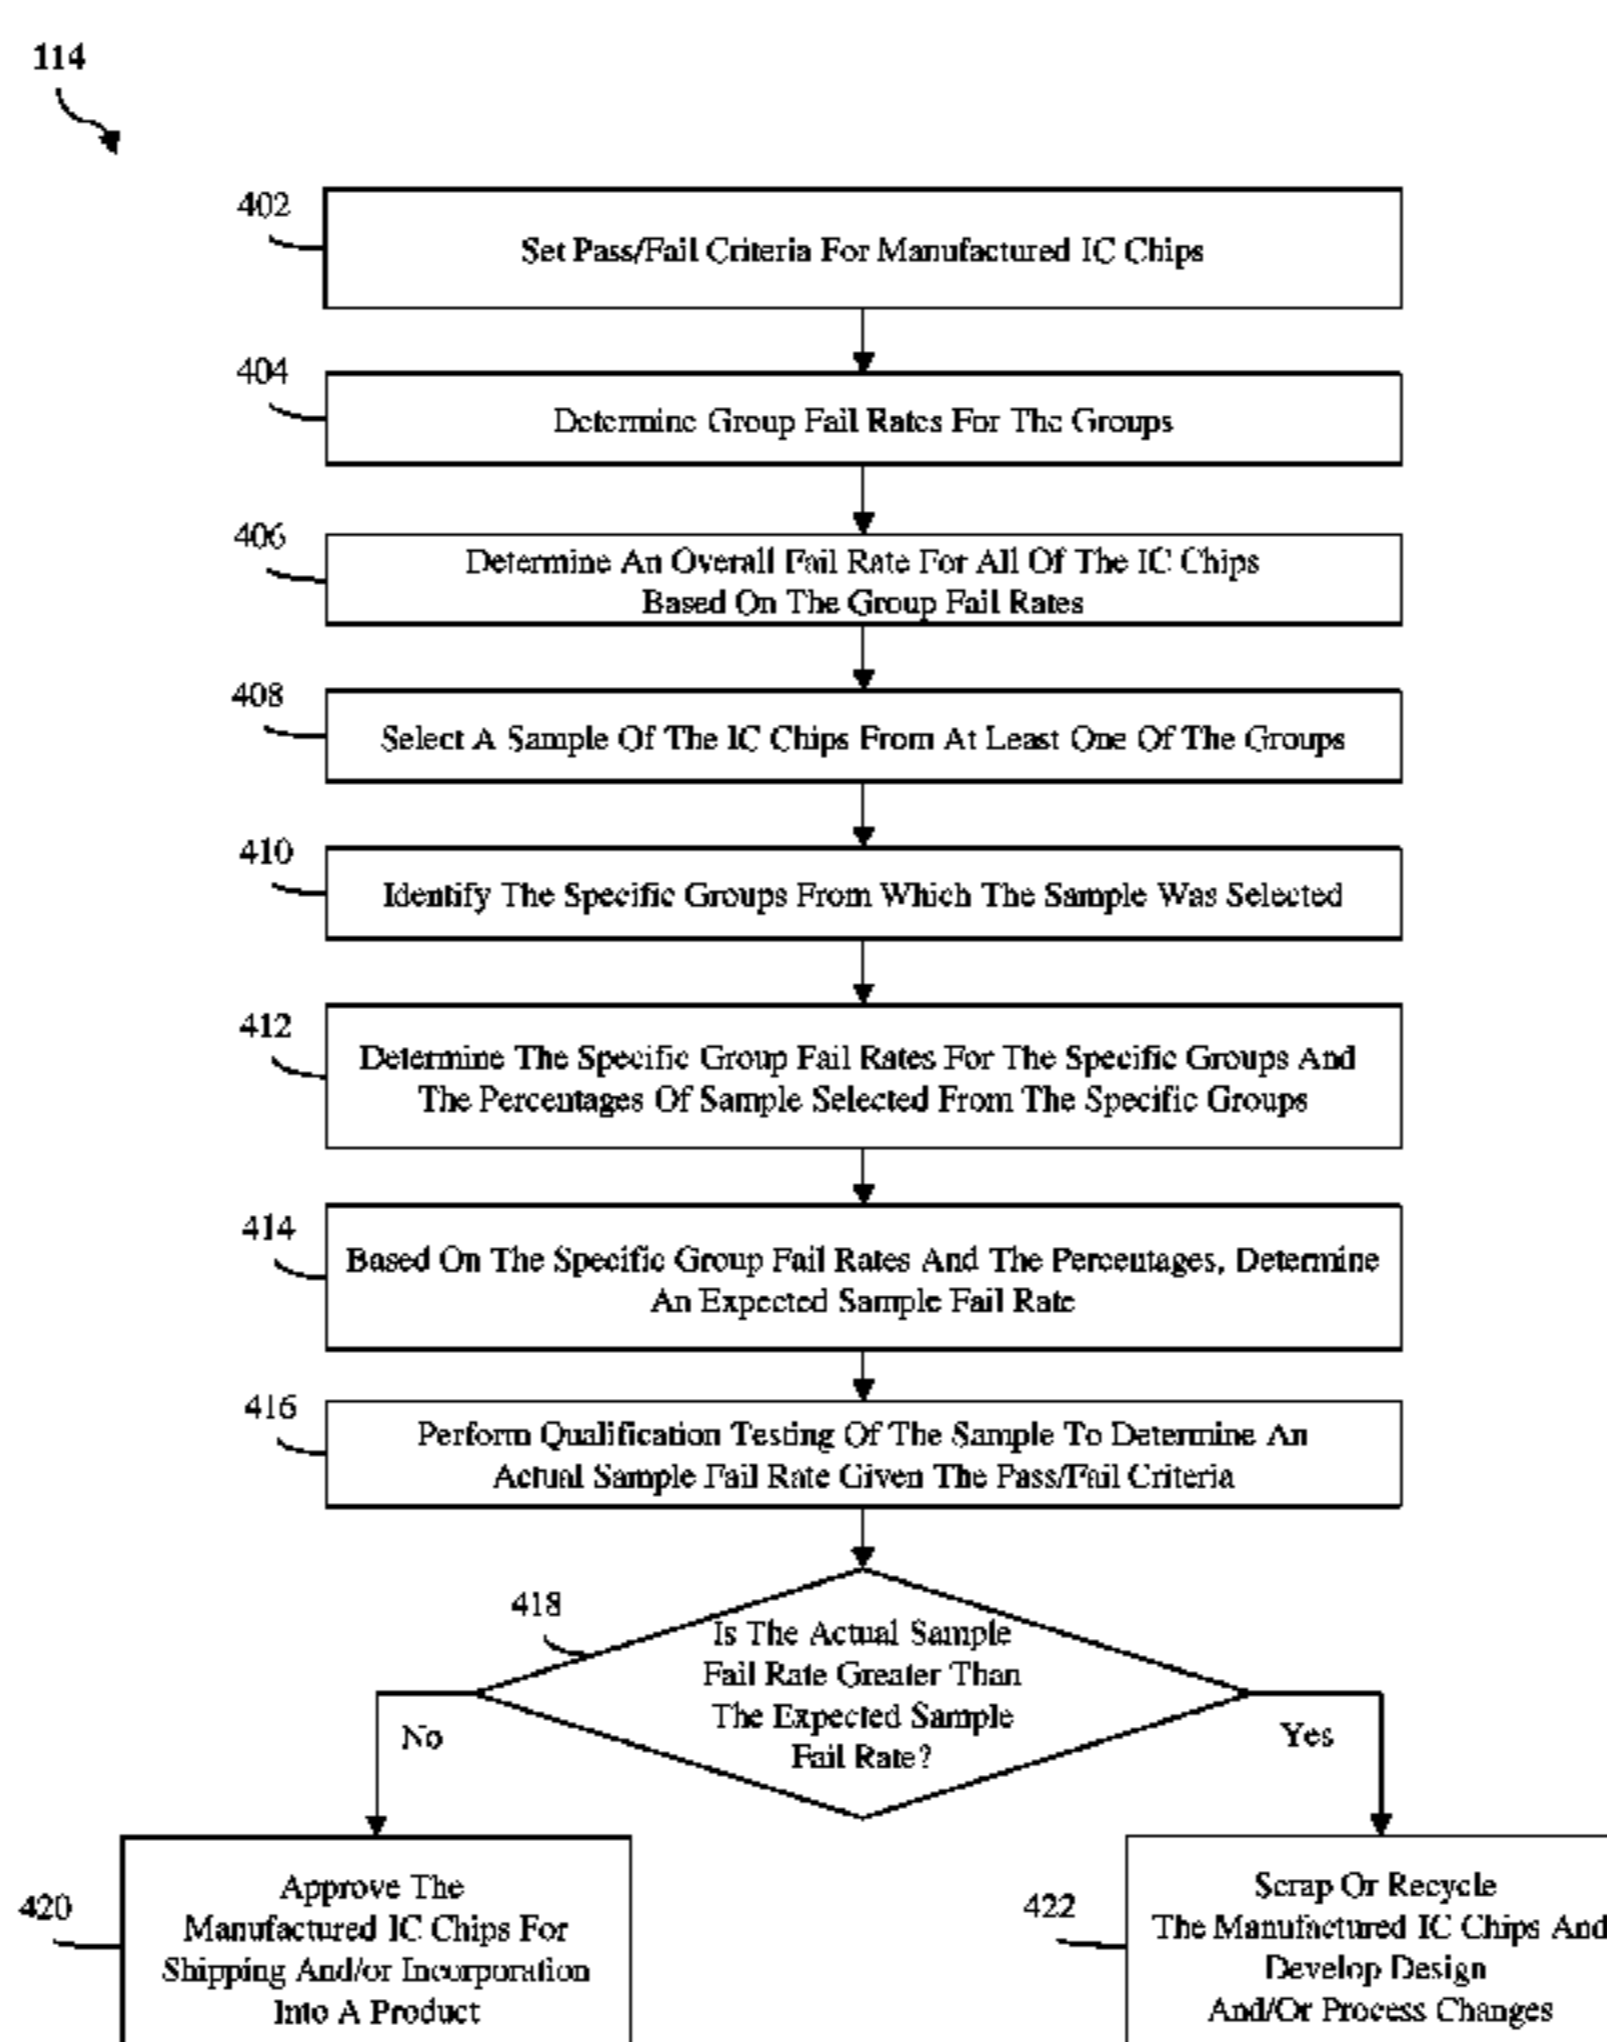 114
402
Set Pass/Fail Criteria For Manufactured IC Chips
404
Determine Group Fail Rates For The Groups
406
Determine An Overall Fail Rate For All Of The IC Chips
Based On The Group Fail Rates
408
Select A Sample Of The IC Chips From At Least One Of The Groups
410
Identify The Specific Groups From Which The Sample Was Selected
412
Determine The Specific Group Fail Rates For The Specific Groups And
The Percentages Of Sample Selected From The Specific Groups
414
Based On The Specific Group Fail Rates And The Percentages, Determine
An Expected Sample Fail Rate
416
Perform Qualification Testing Of The Sample To Determine An
Actual Sample Fail Rate Given The Pass/Fail Criteria
418
Is The Actual Sample
Fail Rate Greater Than
The Expected Sample
Fail Rate?
No
Yes
420
Approve The
Manufactured IC Chips For
Shipping And/or Incorporation
Into A Product
422
Scrap Or Recycle
The Manufactured IC Chips And
Develop Design
And/Or Process Changes